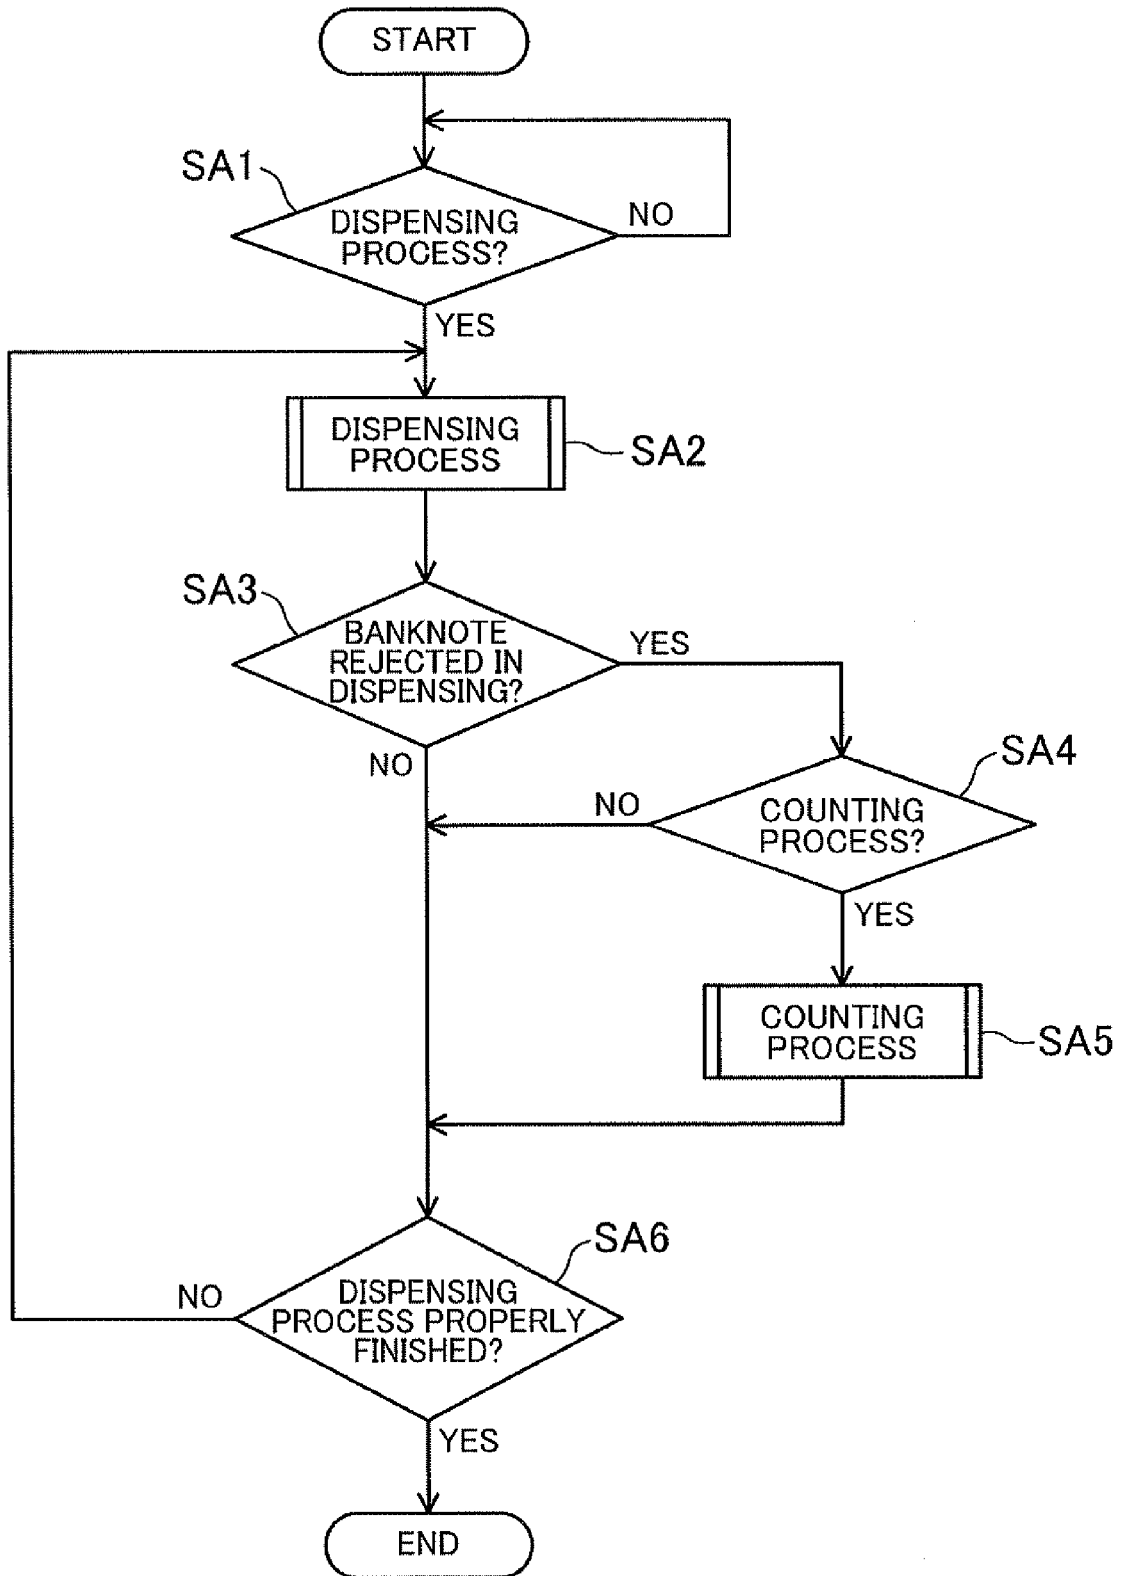 START
SA1
DISPENSING
PROCESS?
NO
YES
DISPENSING
PROCESS
SA2
SA3
BANKNOTE
REJECTED IN
DISPENSING?
YES
NO
SA4
COUNTING
PROCESS?
NO
YES
COUNTING
PROCESS
SA5
SA6
DISPENSING
PROCESS PROPERLY
FINISHED?
NO
YES
END